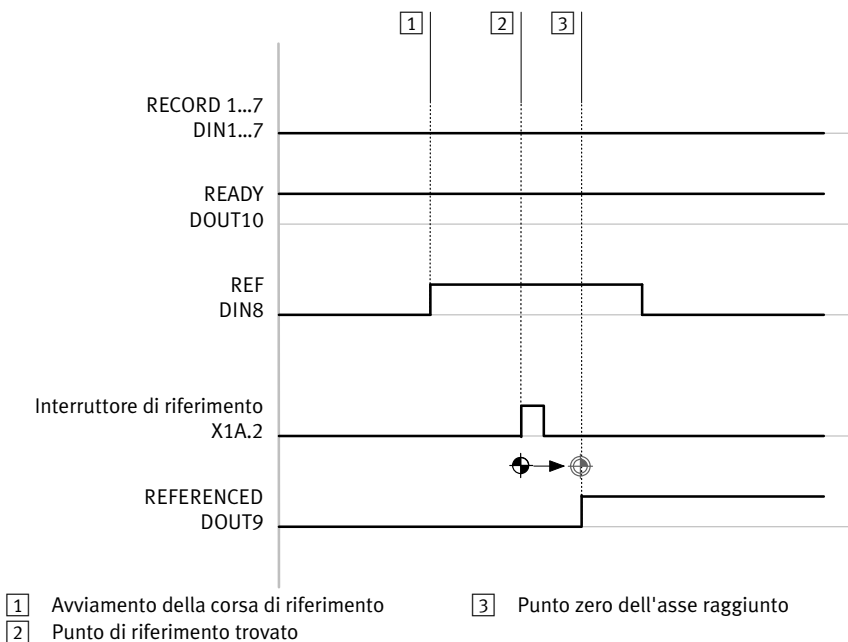 1 2 3
RECORD 1...7
DIN1...7
READY
DOUT10
REF
DIN8
Interruttore di riferimento
X1A.2
REFERENCED
DOUT9
1 Avviamento della corsa di riferimento
2 Punto di riferimento trovato
3 Punto zero dell'asse raggiunto